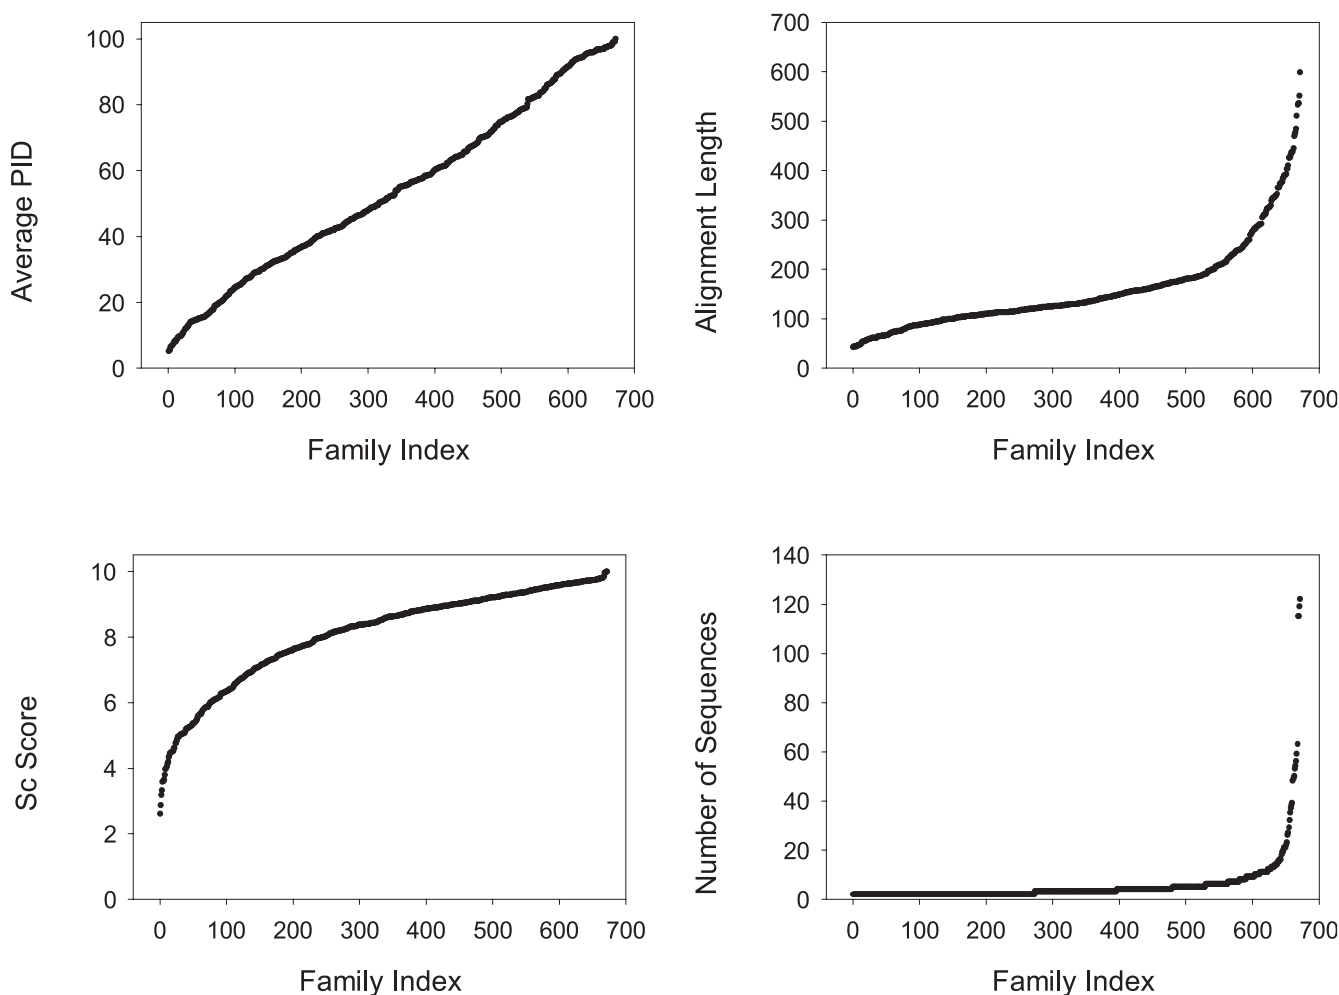 100
80
60
40
20
0
Average PID
0 100 200 300 400 500 600 700
Family Index
700
600
500
400
300
200
100
0
Alignment Length
0 100 200 300 400 500 600 700
Family Index
10
8
6
4
2
0
Sc Score
0 100 200 300 400 500 600 700
Family Index
140
120
100
80
60
40
20
0
Number of Sequences
0 100 200 300 400 500 600 700
Family Index